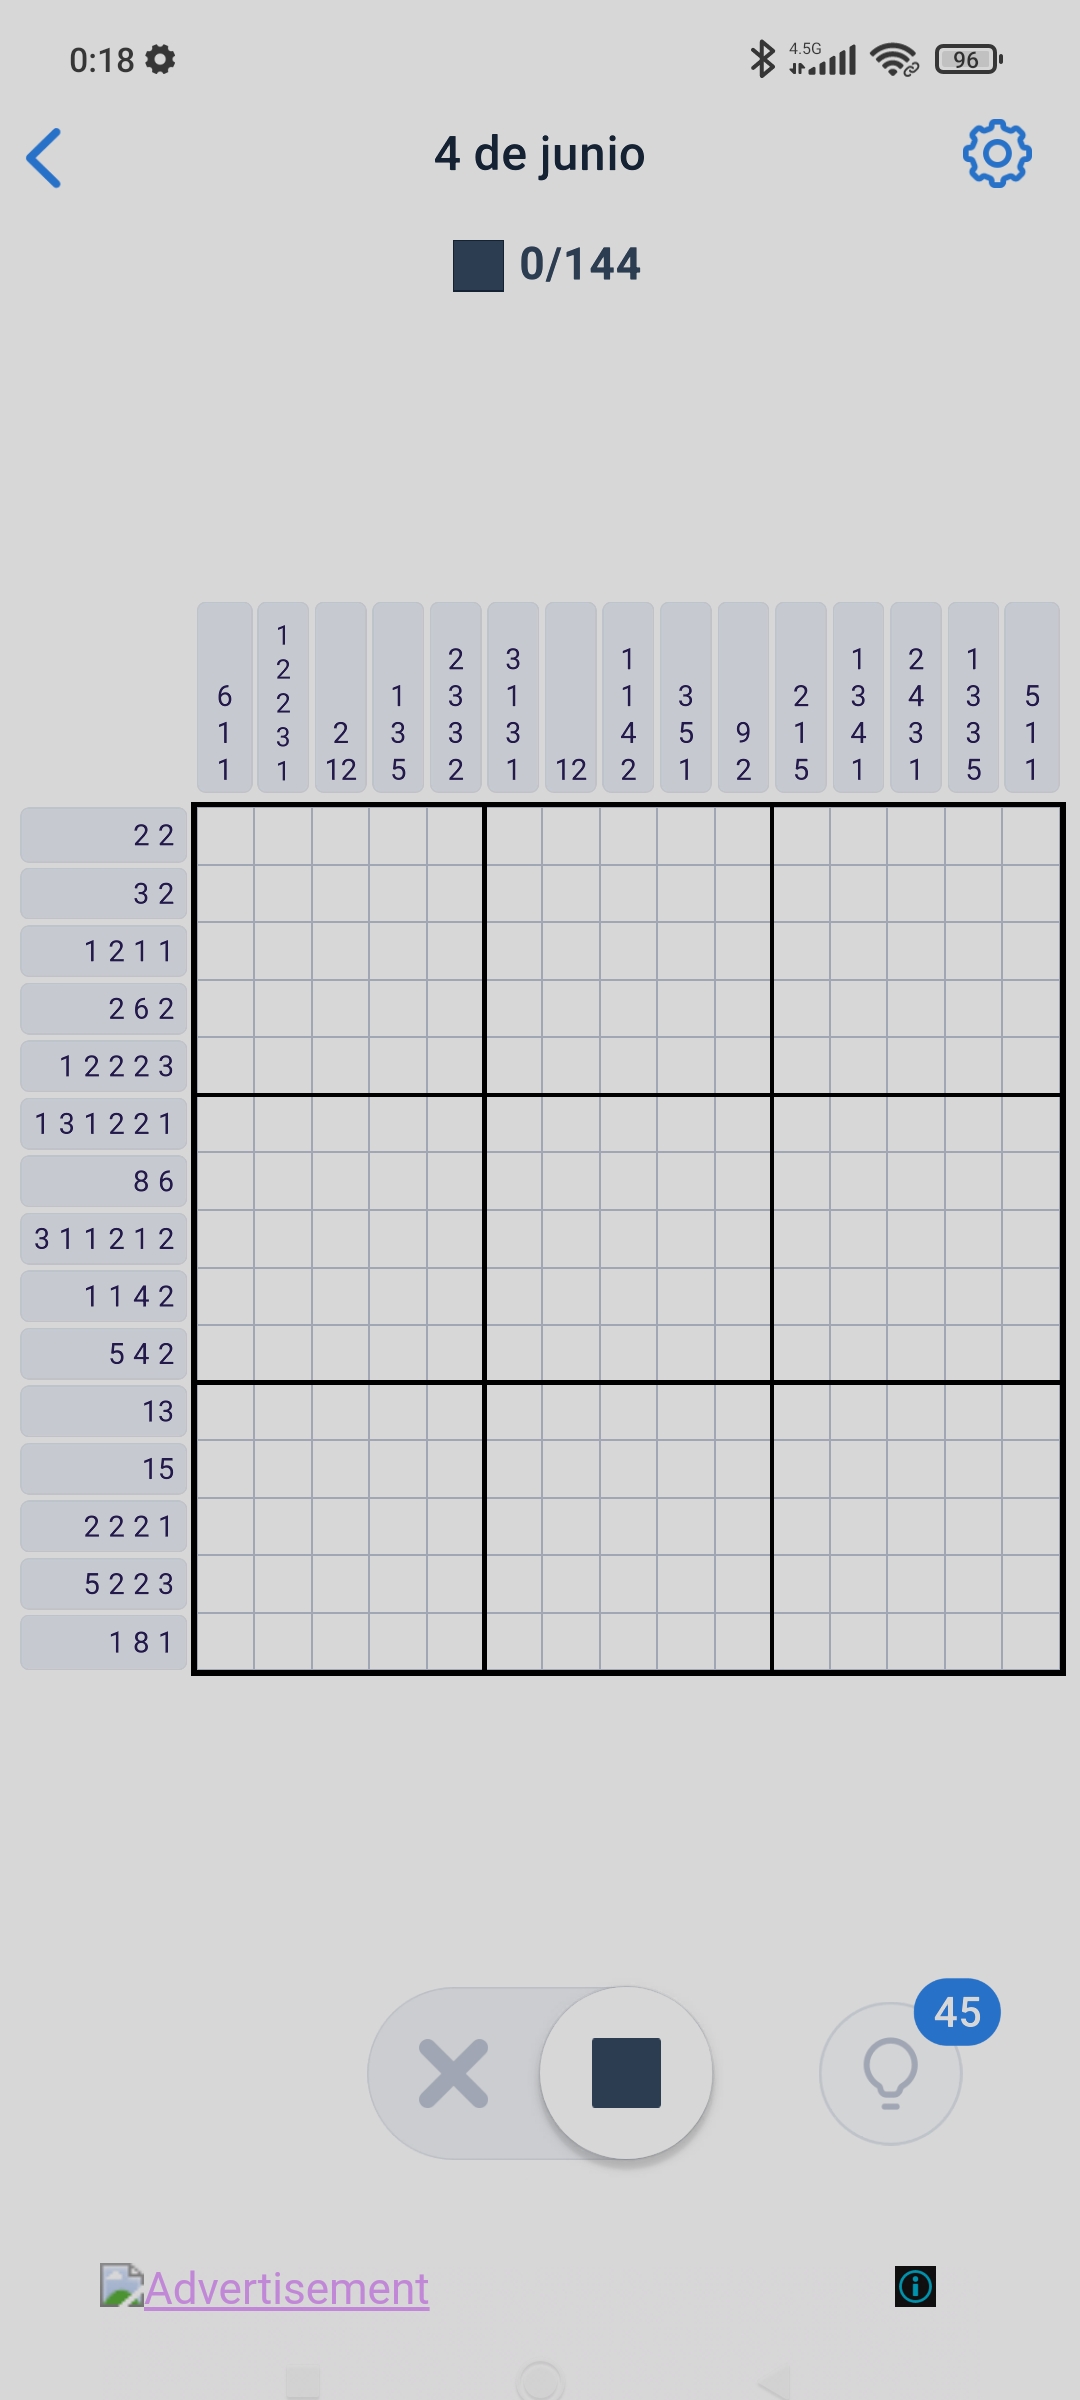 0:18 4.5G 96
4 de junio
0/144
6 1 1
1 2 2 3 1
2 12
1 3 5
2 3 3 2
3 1 3 1
12
1 1 4 2
3 5 1
9 2
2 1 5
1 3 4 1
2 4 3 1
1 3 3 5
5 1 1
2 2
3 2
1 2 1 1
2 6 2
1 2 2 2 3
1 3 1 2 2 1
8 6
3 1 1 2 1 2
1 1 4 2
5 4 2
13
15
2 2 2 1
5 2 2 3
1 8 1
45
Advertisement